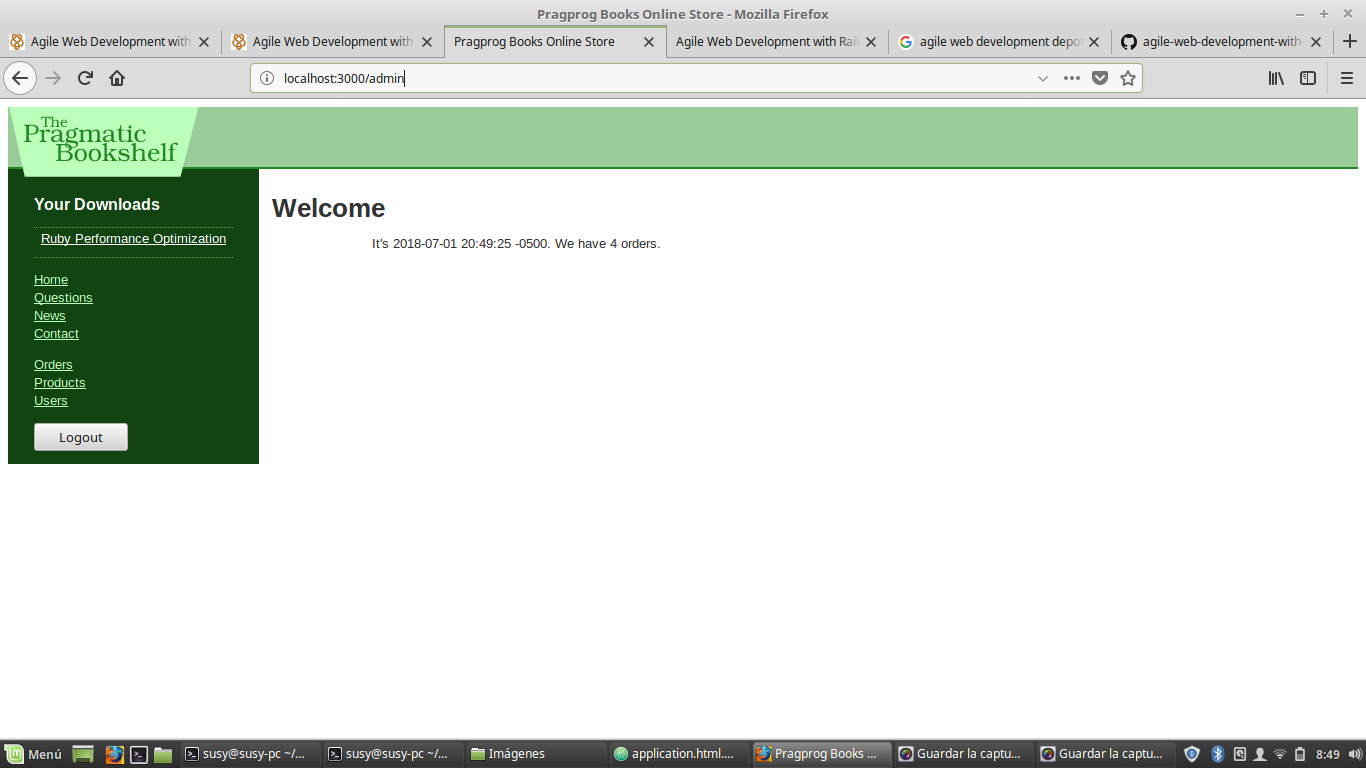 Pragprog Books Online Store - Mozilla Firefox
Agile Web Development with
Agile Web Development with
Pragprog Books Online Store
Agile Web Development with Rail
agile web development depo
agile-web-development-with-
localhost:3000/admin
The
Pragmatic
Bookshelf
Your Downloads
Ruby Performance Optimization
Home
Questions
News
Contact
Orders
Products
Users
Logout
Welcome
It's 2018-07-01 20:49:25 -0500. We have 4 orders.
Menú
susy@susy-pc ~/...
susy@susy-pc ~/...
Imágenes
application.html....
Pragprog Books ...
Guardar la captu...
Guardar la captu...
8:49